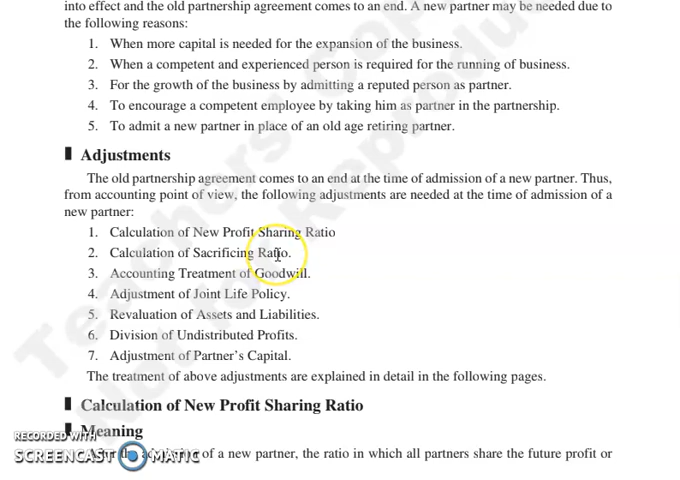 into effect and the old partnership agreement comes to an end. A new partner may be needed due to
the following reasons:
1. When more capital is needed for the expansion of the business.
2. When a competent and experienced person is required for the running of business.
3. For the growth of the business by admitting a reputed person as partner.
4. To encourage a competent employee by taking him as partner in the partnership.
5. To admit a new partner in place of an old age retiring partner.
Adjustments
The old partnership agreement comes to an end at the time of admission of a new partner. Thus,
from accounting point of view, the following adjustments are needed at the time of admission of a
new partner:
1. Calculation of New Profit Sharing Ratio
2. Calculation of Sacrificing Ratio.
3. Accounting Treatment of Goodwill.
4. Adjustment of Joint Life Policy.
5. Revaluation of Assets and Liabilities.
6. Division of Undistributed Profits.
7. Adjustment of Partner's Capital.
The treatment of above adjustments are explained in detail in the following pages.
Calculation of New Profit Sharing Ratio
Meaning
of a new partner, the ratio in which all partners share the future profit or
RECORDED WITH
SCREENCAST MATIC
Teachers
Not for Reprodu